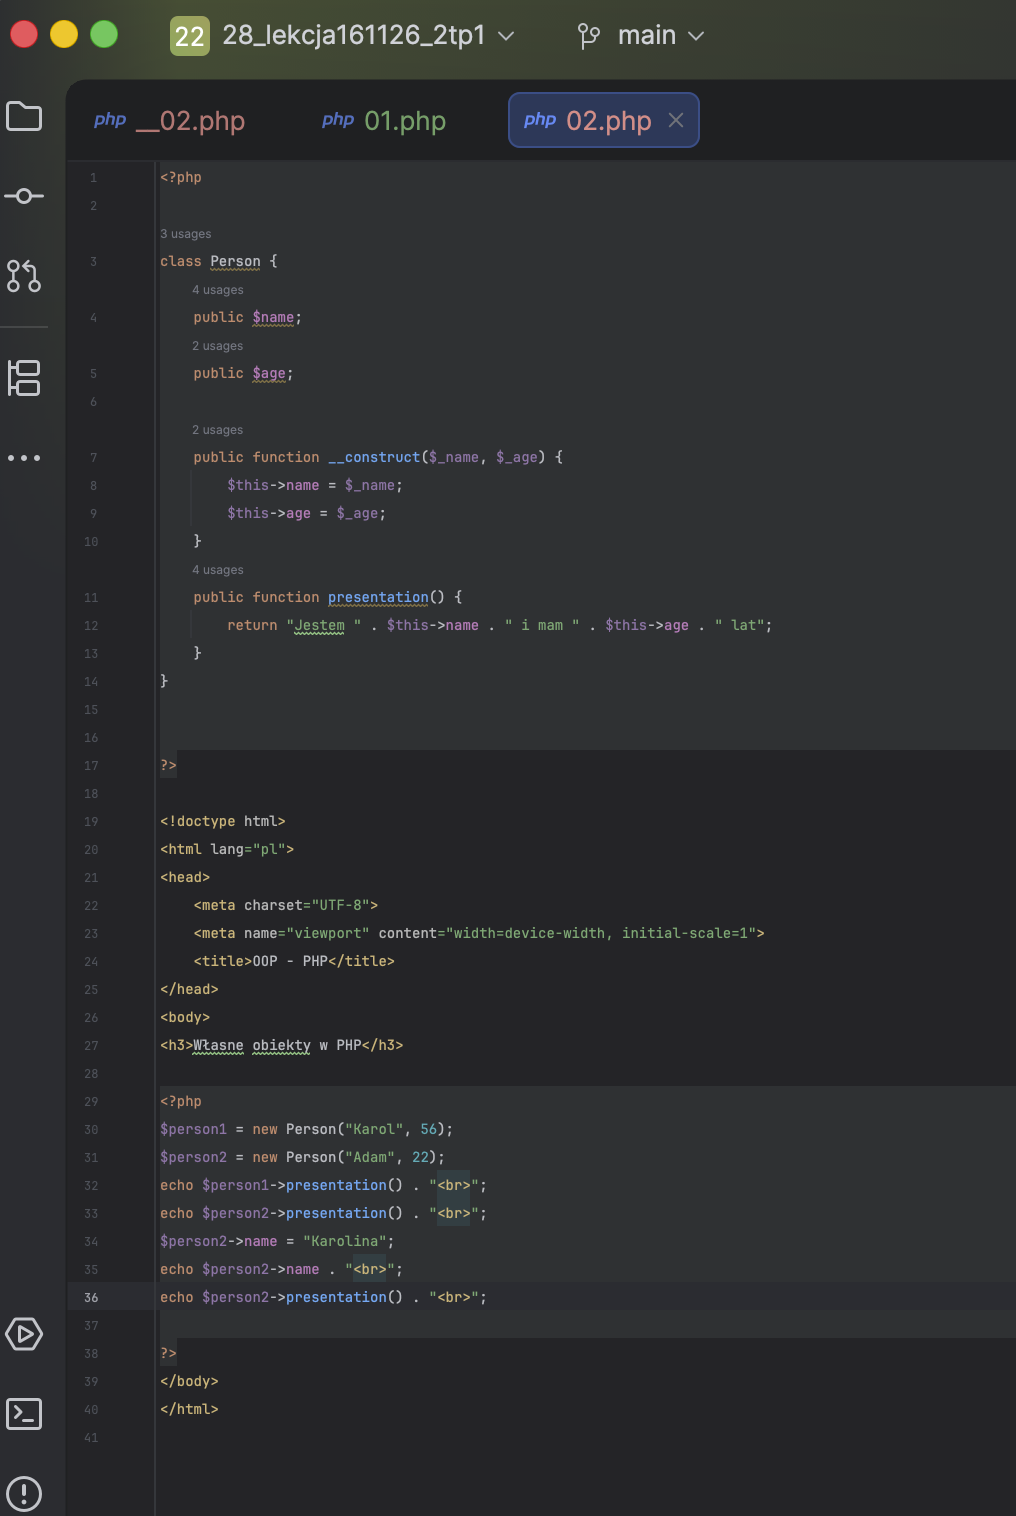 22 28_lekcja161126_2tp1 main
php __02.php php 01.php php 02.php
1 <?php
2
3 usages
3 class Person {
4 usages
4     public $name;
2 usages
5     public $age;
6
2 usages
7     public function __construct($_name, $_age) {
8         $this->name = $_name;
9         $this->age = $_age;
10     }
4 usages
11     public function presentation() {
12         return "Jestem " . $this->name . " i mam " . $this->age . " lat";
13     }
14 }
15
16
17 ?>
18
19 <!doctype html>
20 <html lang="pl">
21 <head>
22     <meta charset="UTF-8">
23     <meta name="viewport" content="width=device-width, initial-scale=1">
24     <title>OOP - PHP</title>
25 </head>
26 <body>
27 <h3>Własne obiekty w PHP</h3>
28
29 <?php
30 $person1 = new Person("Karol", 56);
31 $person2 = new Person("Adam", 22);
32 echo $person1->presentation() . "<br>";
33 echo $person2->presentation() . "<br>";
34 $person2->name = "Karolina";
35 echo $person2->name . "<br>";
36 echo $person2->presentation() . "<br>";
37
38 ?>
39 </body>
40 </html>
41